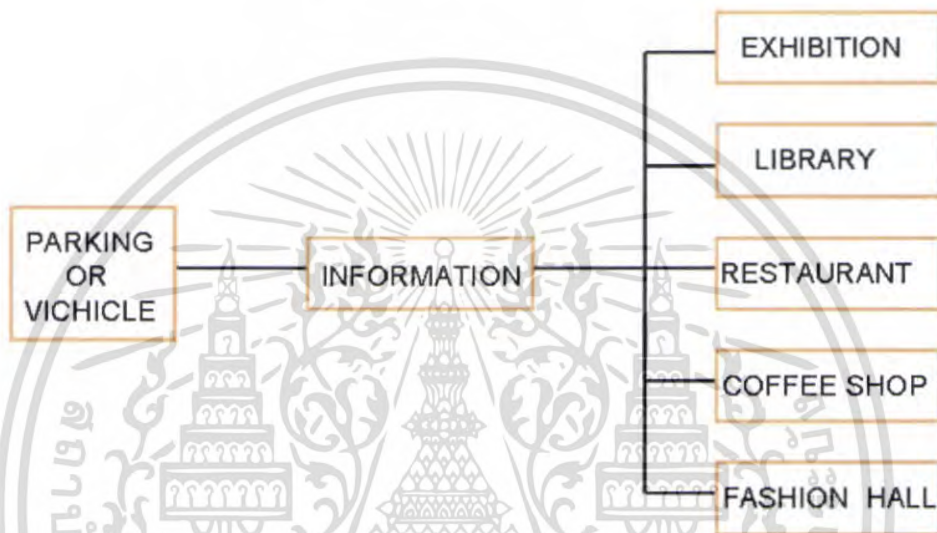 EXHIBITION
LIBRARY
PARKING
OR
VICHICLE
INFORMATION
RESTAURANT
COFFEE SHOP
FASHION HALL